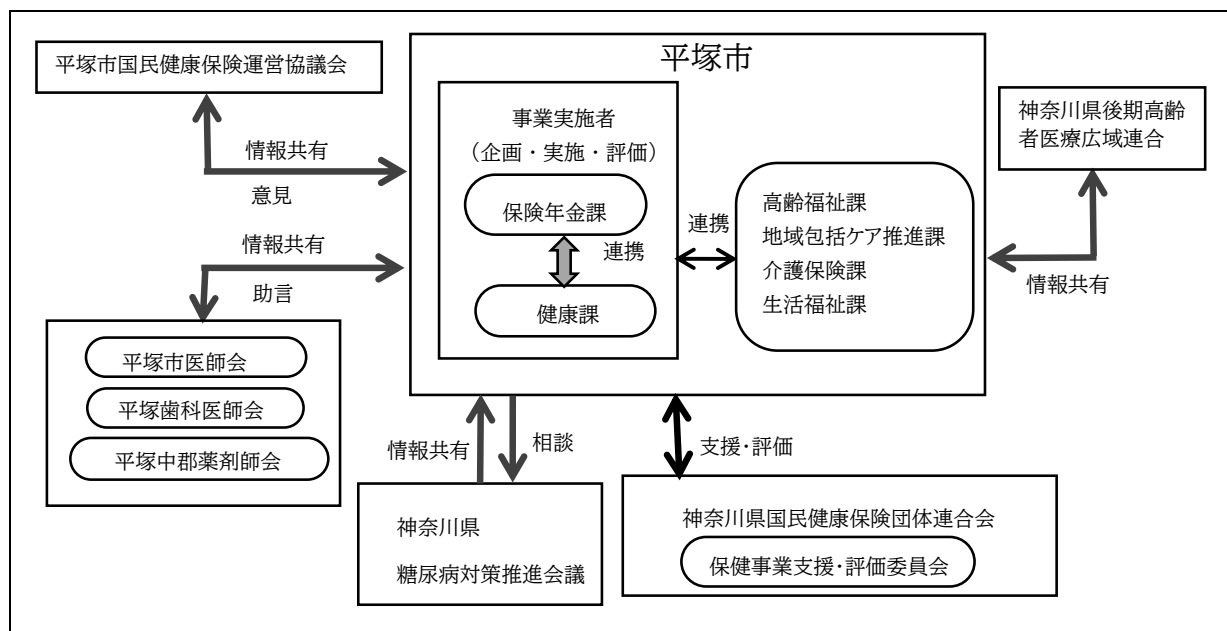 平塚市国民健康保険運営協議会
情報共有
意見
情報共有
助言
平塚市医師会
平塚歯科医師会
平塚中郡薬剤師会
平塚市
事業実施者
（企画・実施・評価）
保険年金課
連携
健康課
連携
高齢福祉課
地域包括ケア推進課
介護保険課
生活福祉課
神奈川県後期高齢
者医療広域連合
情報共有
情報共有
相談
神奈川県
糖尿病対策推進会議
支援・評価
神奈川県国民健康保険団体連合会
保健事業支援・評価委員会